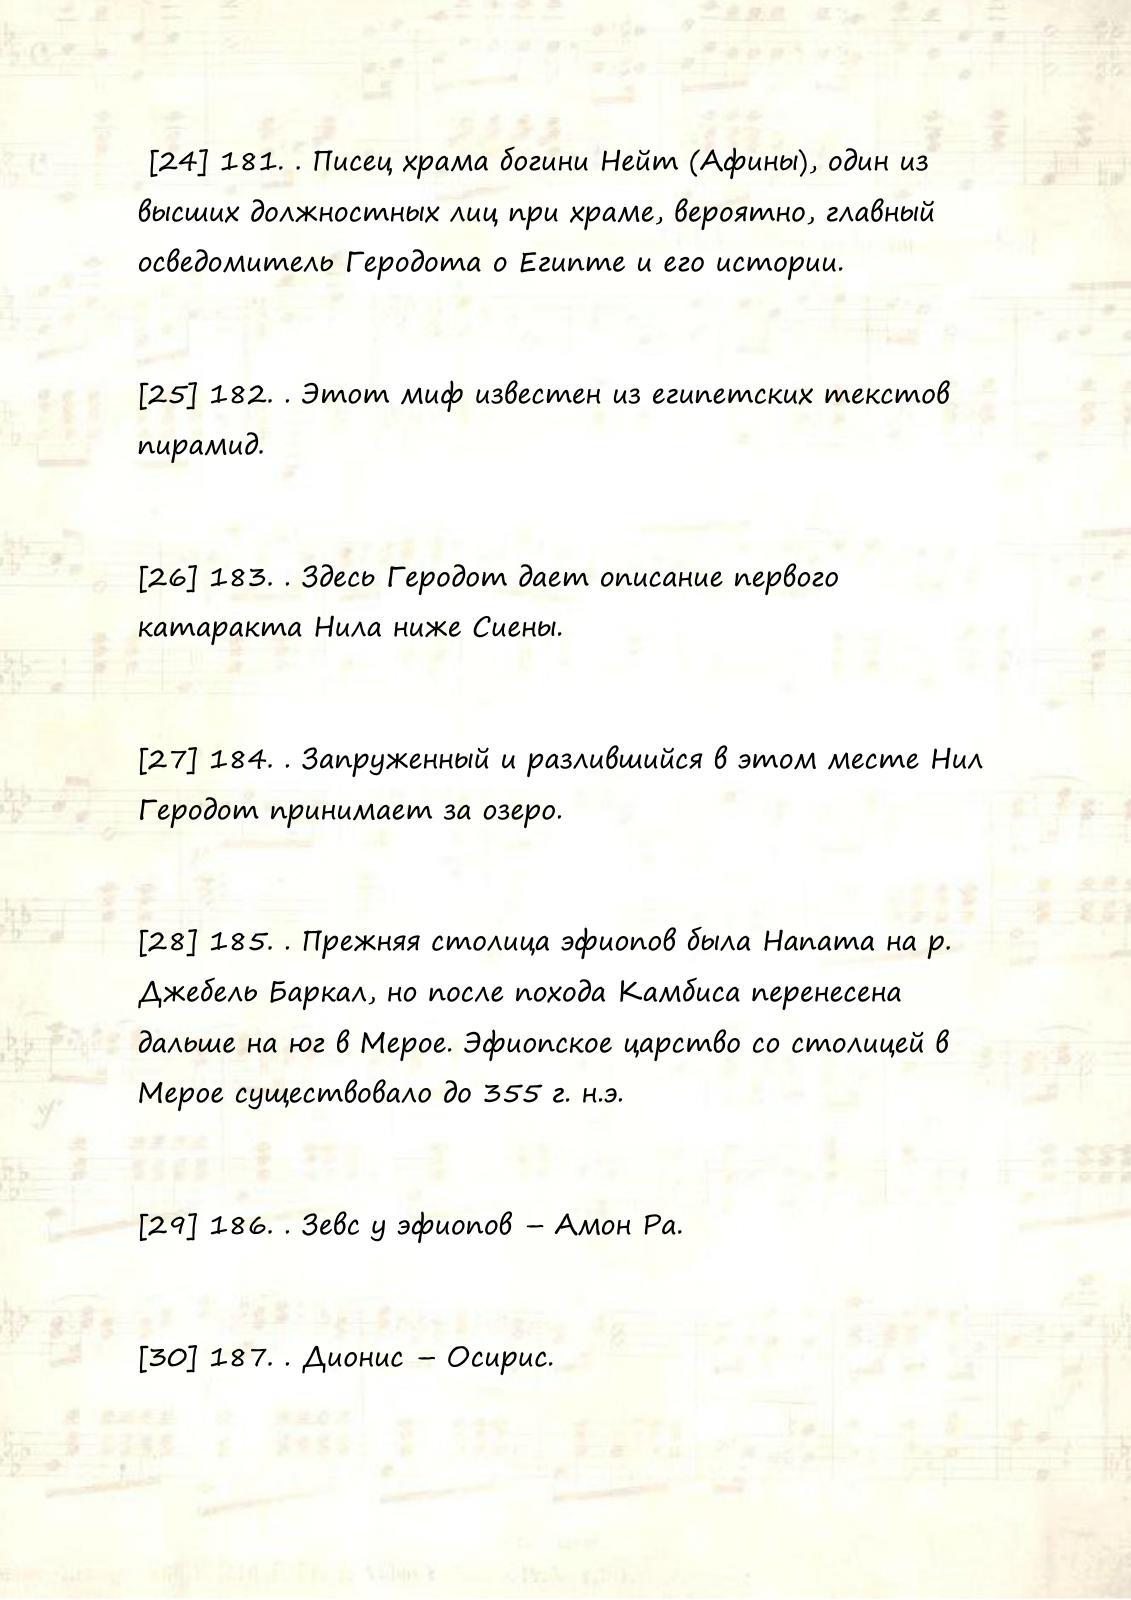 [24] 181. . Писец храма богини Нейт (Афины), один из
высших должностных лиц при храме, вероятно, главный
осведомитель Геродота о Египте и его истории.
[25] 182. . Этот миф известен из египетских текстов
пирамид.
[26] 183. . Здесь Геродот дает описание первого
катаракта Нила ниже Сиены.
[27] 184. . Запруженный и разлившийся в этом месте Нил
Геродот принимает за озеро.
[28] 185. . Прежняя столица эфиопов была Напата на р.
Джебель Баркал, но после похода Камбиса перенесена
дальше на юг в Мерое. Эфиопское царство со столицей в
Мерое существовало до 355 г. н.э.
[29] 186. . Зевс у эфиопов – Амон Ра.
[30] 187. . Дионис – Осирис.